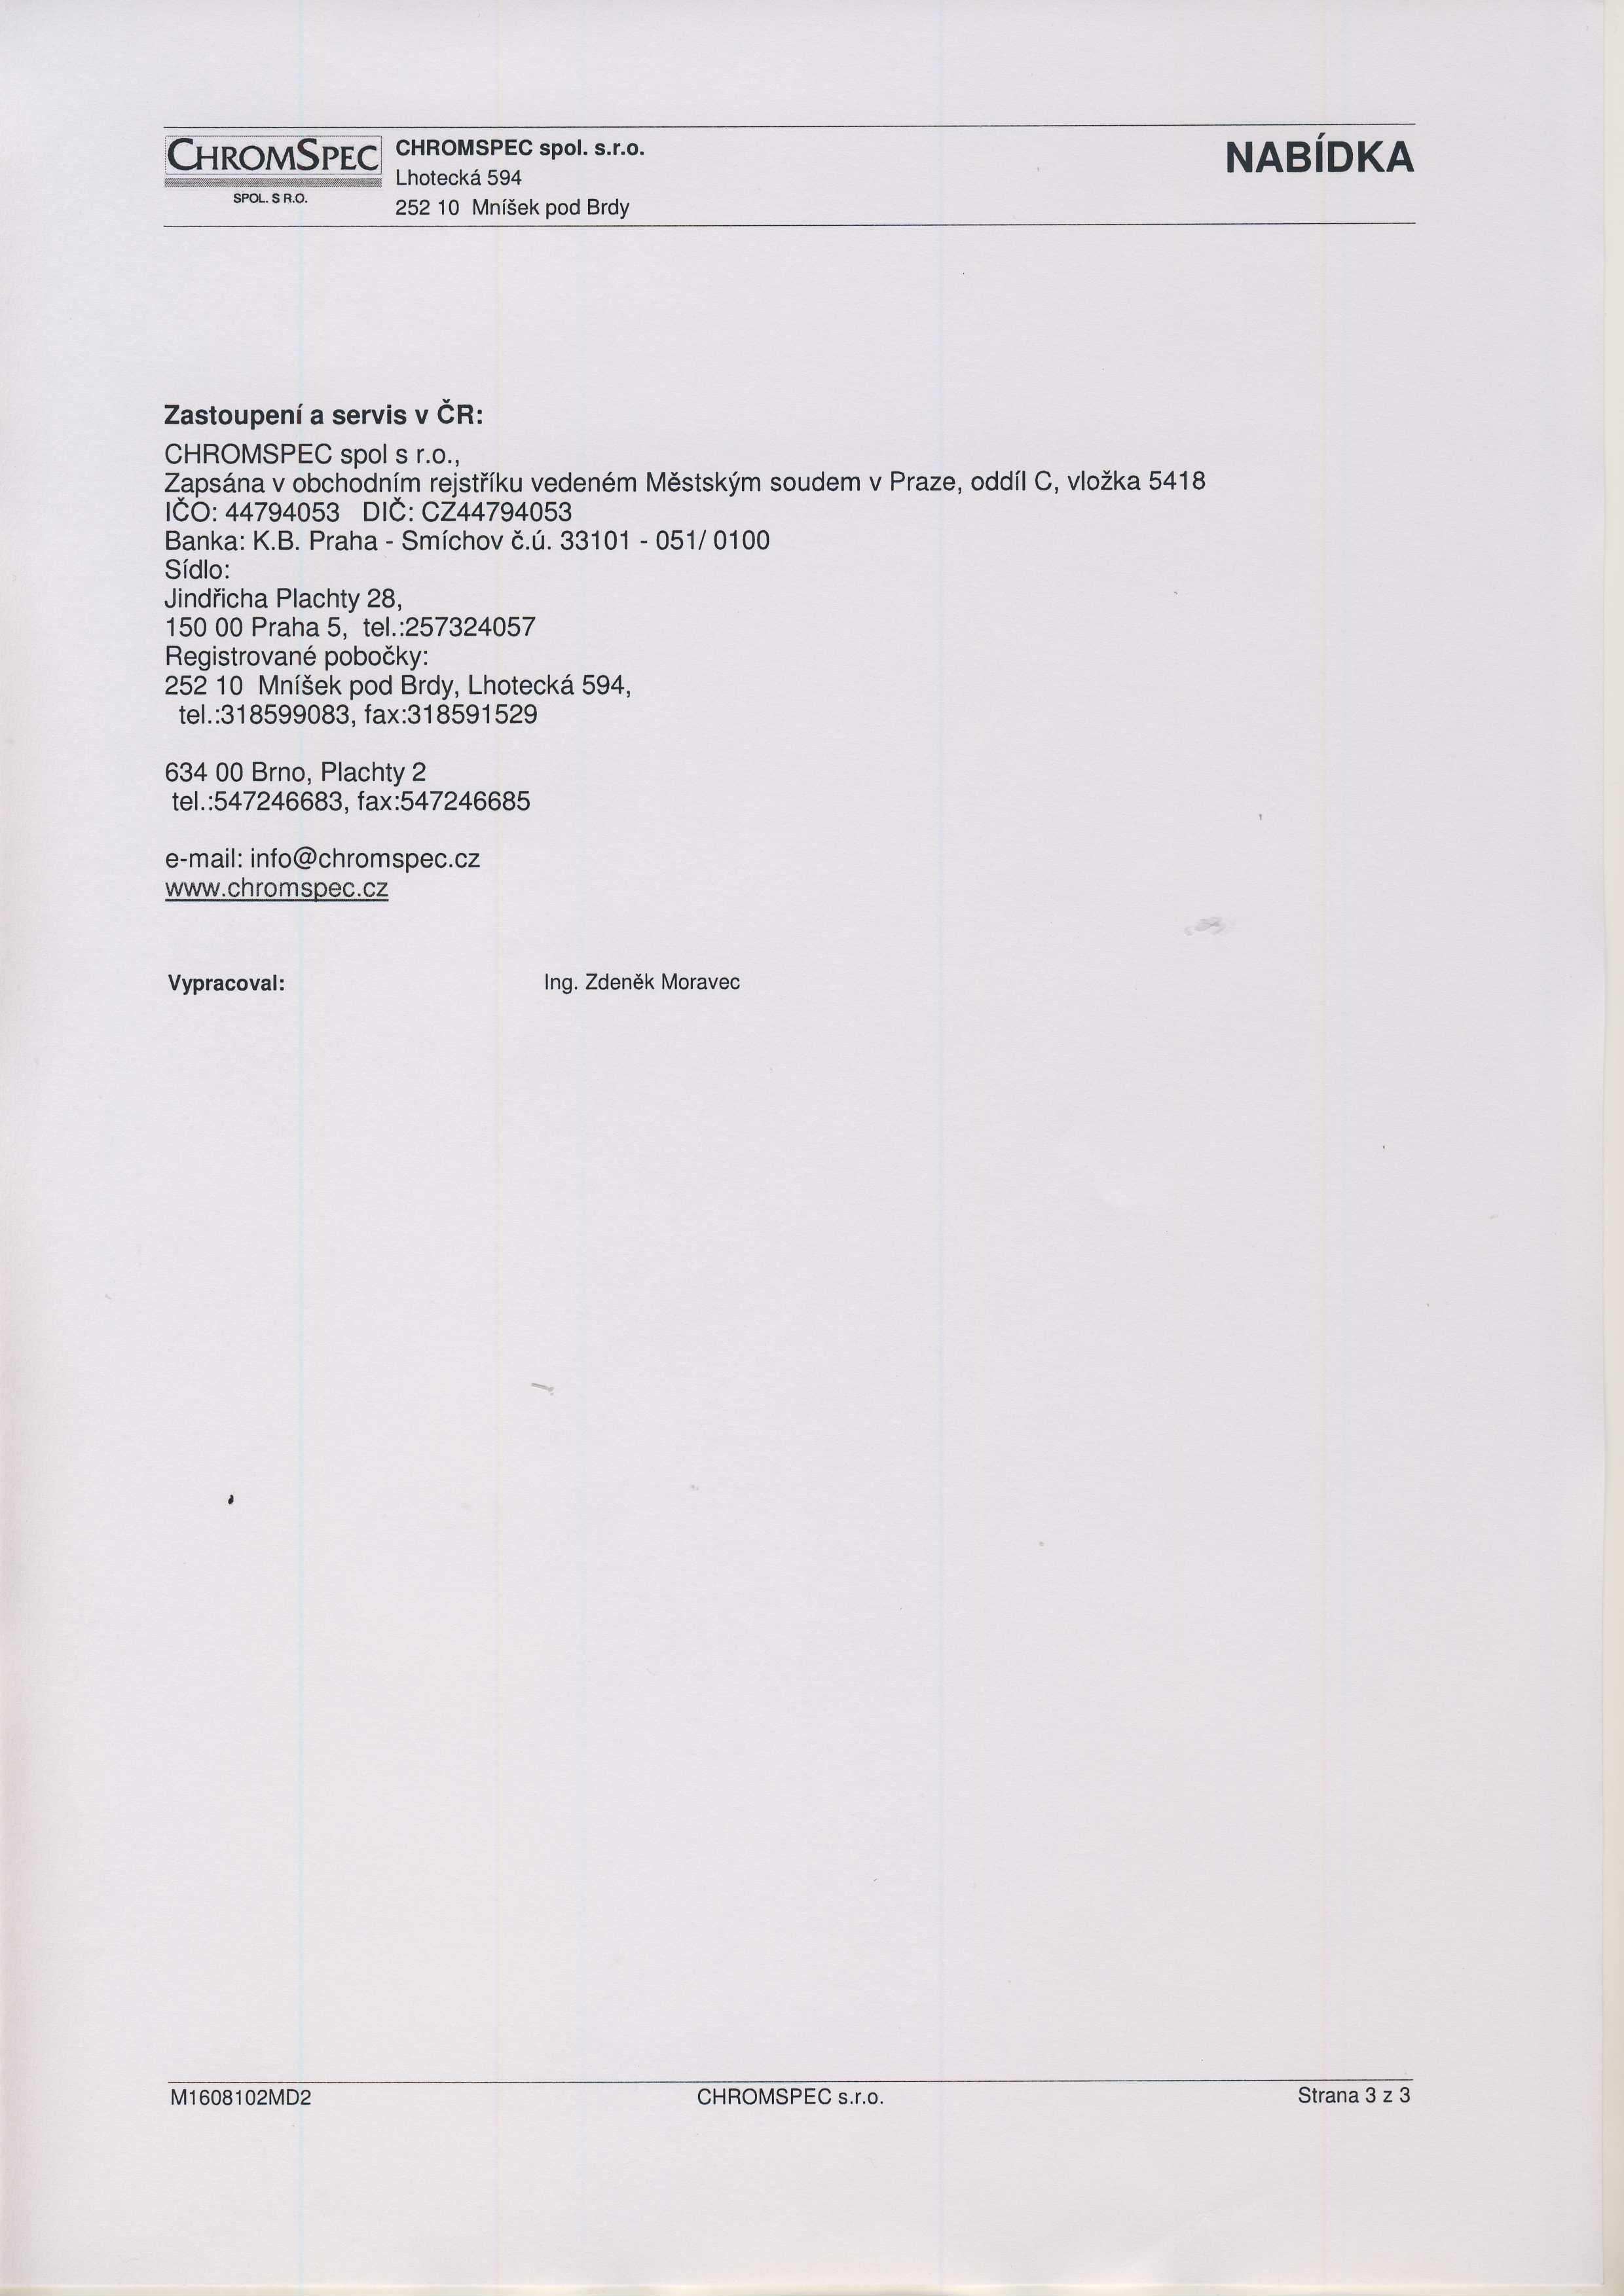 CHROMSPEC
SPOL. S R.O.
CHROMSPEC spol. s.r.o.
Lhotecká 594
252 10 Mníšek pod Brdy
NABÍDKA
Zastoupení a servis v ČR:
CHROMSPEC spol s r.o.,
Zapsána v obchodním rejstříku vedeném Městským soudem v Praze, oddíl C, vložka 5418
IČO: 44794053 DIČ: CZ44794053
Banka: K.B. Praha - Smíchov č.ú. 33101 - 051/ 0100
Sídlo:
Jindřicha Plachty 28,
150 00 Praha 5, tel.:257324057
Registrované pobočky:
252 10 Mníšek pod Brdy, Lhotecká 594,
tel.:318599083, fax:318591529
634 00 Brno, Plachty 2
tel.:547246683, fax:547246685
e-mail: info@chromspec.cz
www.chromspec.cz
Vypracoval: Ing. Zdeněk Moravec
M1608102MD2 CHROMSPEC s.r.o. Strana 3 z 3